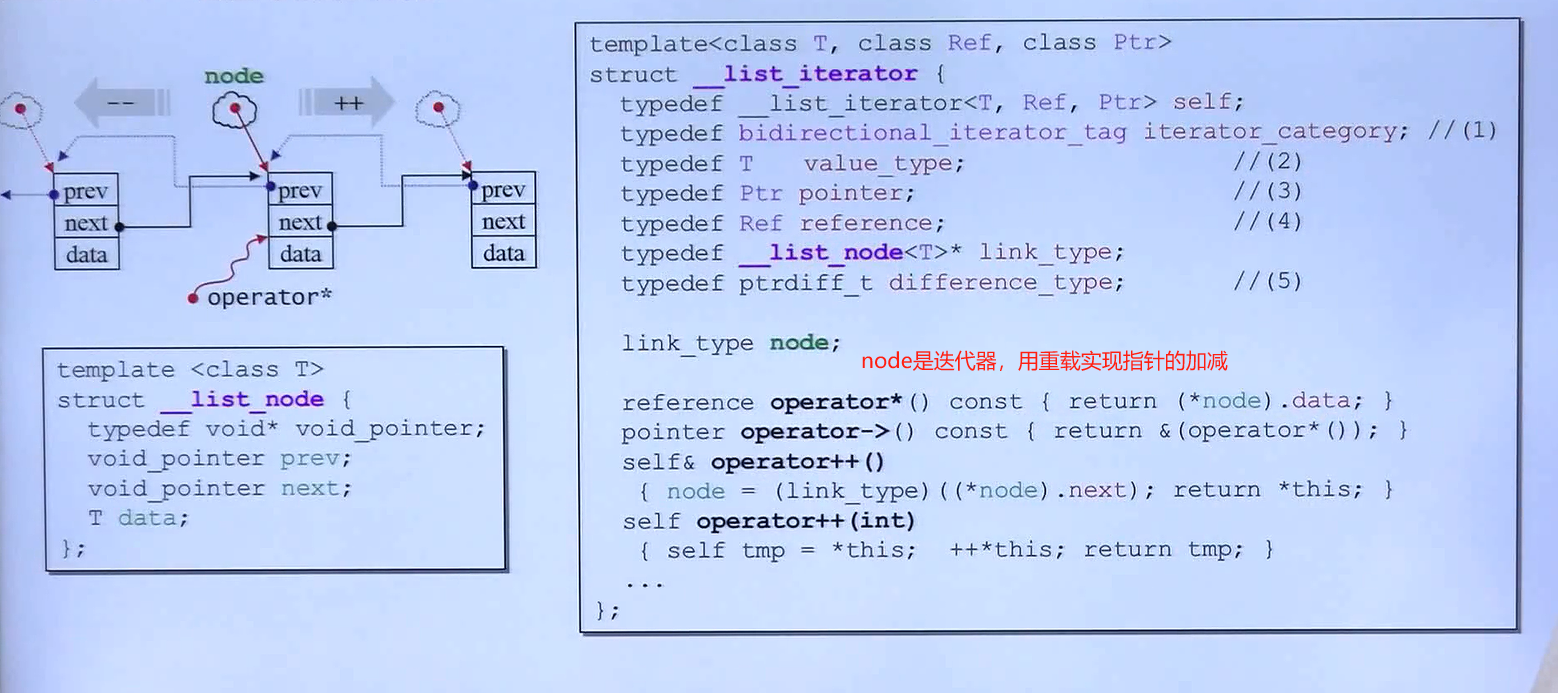 node
--
++
prev
next
data
prev
next
data
prev
next
data
operator*
template <class T>
struct __list_node {
typedef void* void_pointer;
void_pointer prev;
void_pointer next;
T data;
};
template<class T, class Ref, class Ptr>
struct __list_iterator {
typedef __list_iterator<T, Ref, Ptr> self;
typedef bidirectional_iterator_tag iterator_category; //(1)
typedef T value_type; //(2)
typedef Ptr pointer; //(3)
typedef Ref reference; //(4)
typedef __list_node<T>* link_type;
typedef ptrdiff_t difference_type; //(5)
link_type node;
node是迭代器，用重载实现指针的加减
reference operator*() const { return (*node).data; }
pointer operator->() const { return &(operator*()); }
self& operator++()
{ node = (link_type)((*node).next); return *this; }
self operator++(int)
{ self tmp = *this; ++*this; return tmp; }
...
};